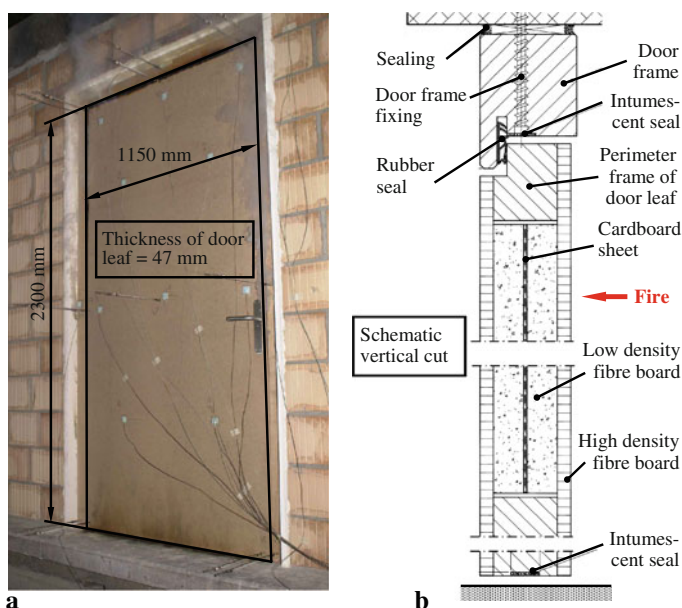 1150 mm
Thickness of door
leaf = 47 mm
2300 mm
a
Sealing
Door frame
fixing
Rubber
seal
Door
frame
Intumes-
cent seal
Perimeter
frame of
door leaf
Cardboard
sheet
Fire
Schematic
vertical cut
Low density
fibre board
High density
fibre board
Intumes-
cent seal
b